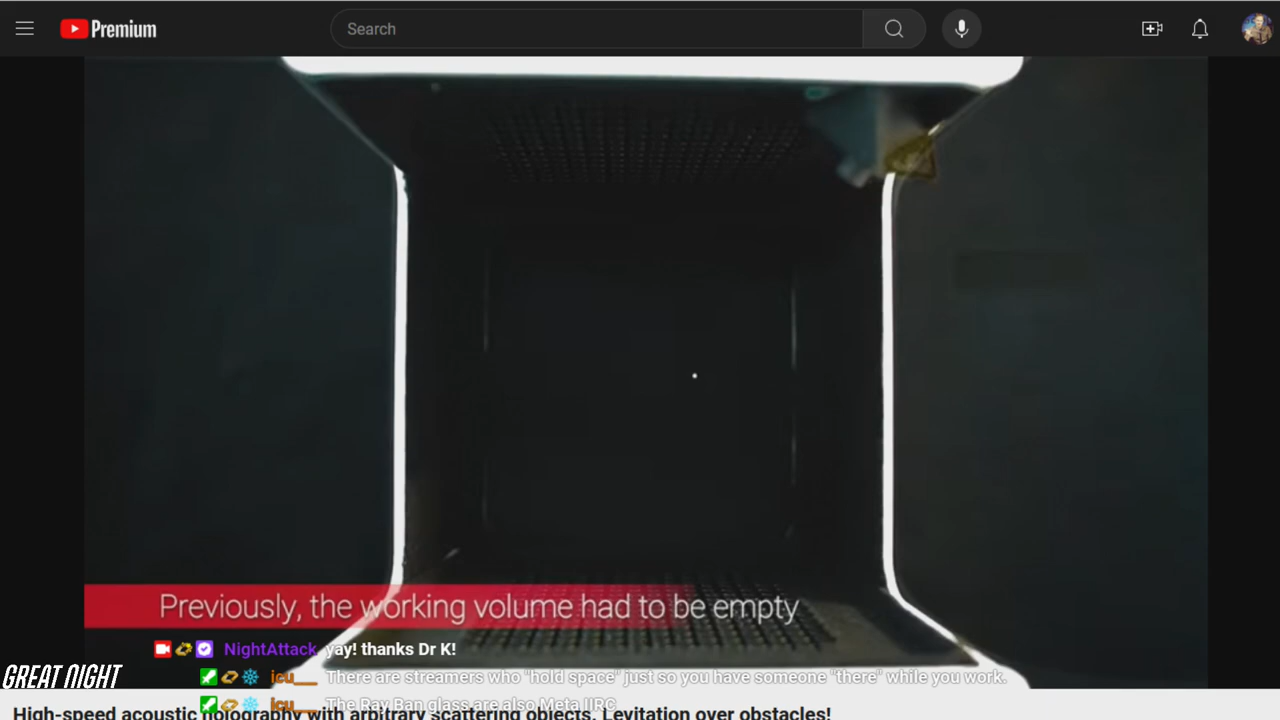 Premium
Search
Previously, the working volume had to be empty
NightAttack yay! thanks Dr K!
GREAT NIGHT
icu___ There are streamers who "hold space" just so you have someone "there" while you work.
icu___ The Ray Ban glass are also Meta IIRC
High-speed acoustic holography with arbitrary scattering objects. Levitation over obstacles!